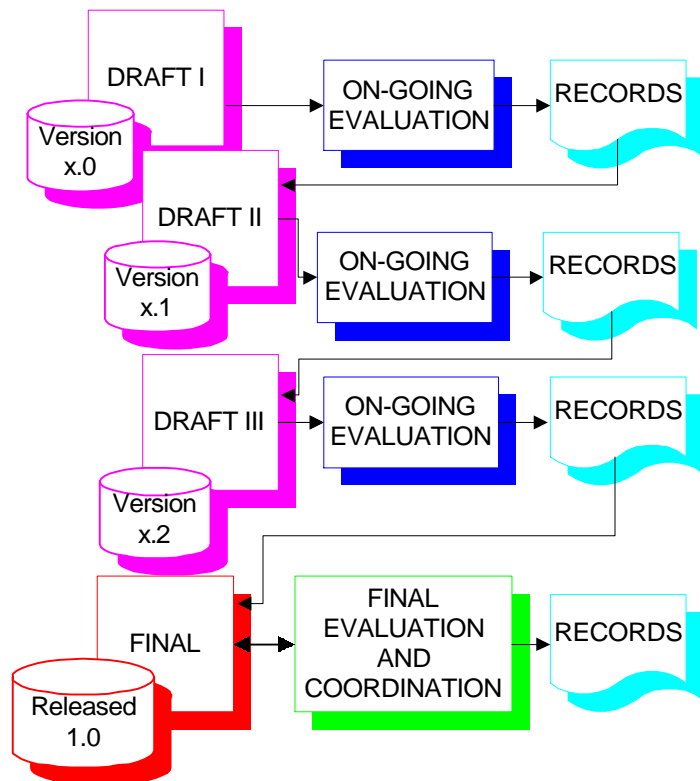 DRAFT I
ON-GOING
EVALUATION
RECORDS
Version
x.0
DRAFT II
ON-GOING
EVALUATION
RECORDS
Version
x.1
DRAFT III
ON-GOING
EVALUATION
RECORDS
Version
x.2
FINAL
FINAL
EVALUATION
AND
COORDINATION
RECORDS
Released
1.0